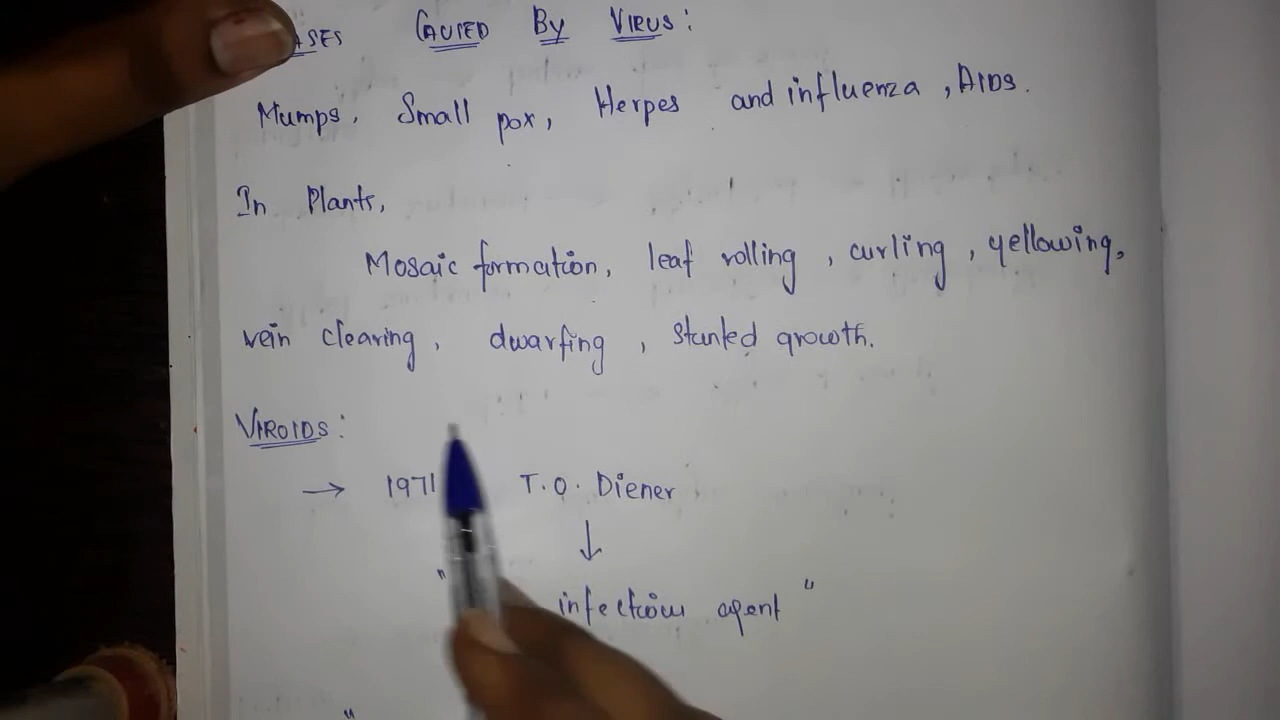 ASES CAUSED BY VIRUS:
Mumps, Small pox, Herpes and influenza, AIDS.
In Plants,
Mosaic formation, leaf rolling, curling, yellowing,
vein clearing, dwarfing, stunted growth.
VIROIDS:
→ 1971 T.O. Diener
↓
" infectious agent "
"